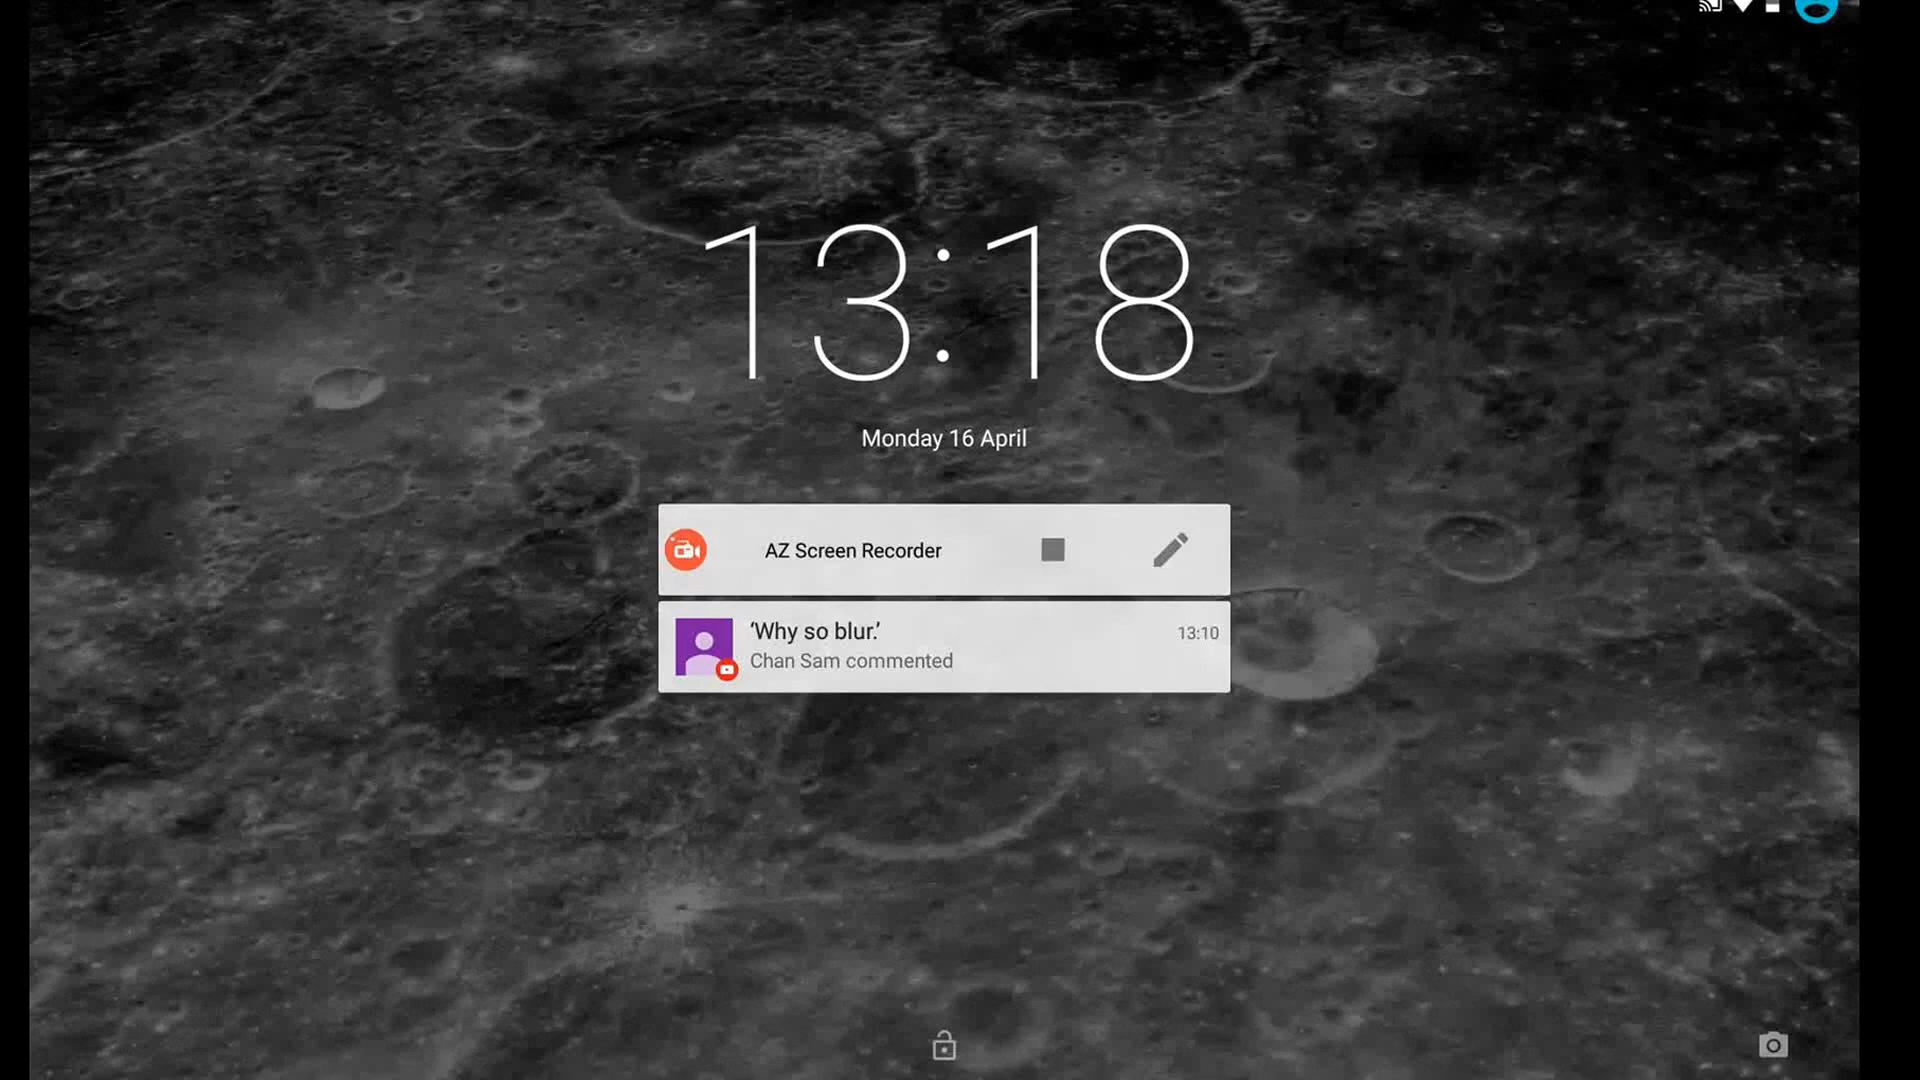 13:18
Monday 16 April
AZ Screen Recorder
‘Why so blur.’
13:10
Chan Sam commented